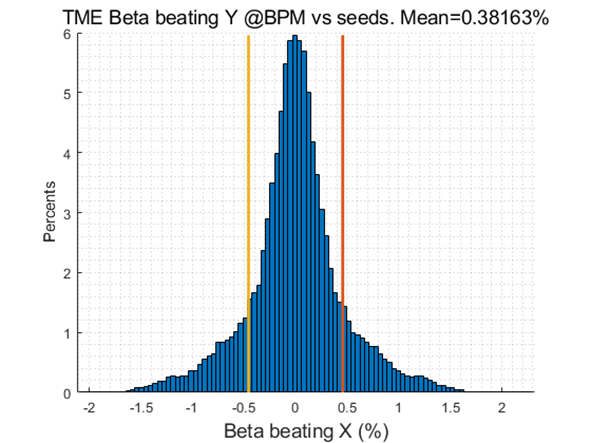 TME Beta beating Y @BPM vs seeds. Mean=0.38163%
6
5
4
3
2
1
0
Percents
-2 -1.5 -1 -0.5 0 0.5 1 1.5 2
Beta beating X (%)